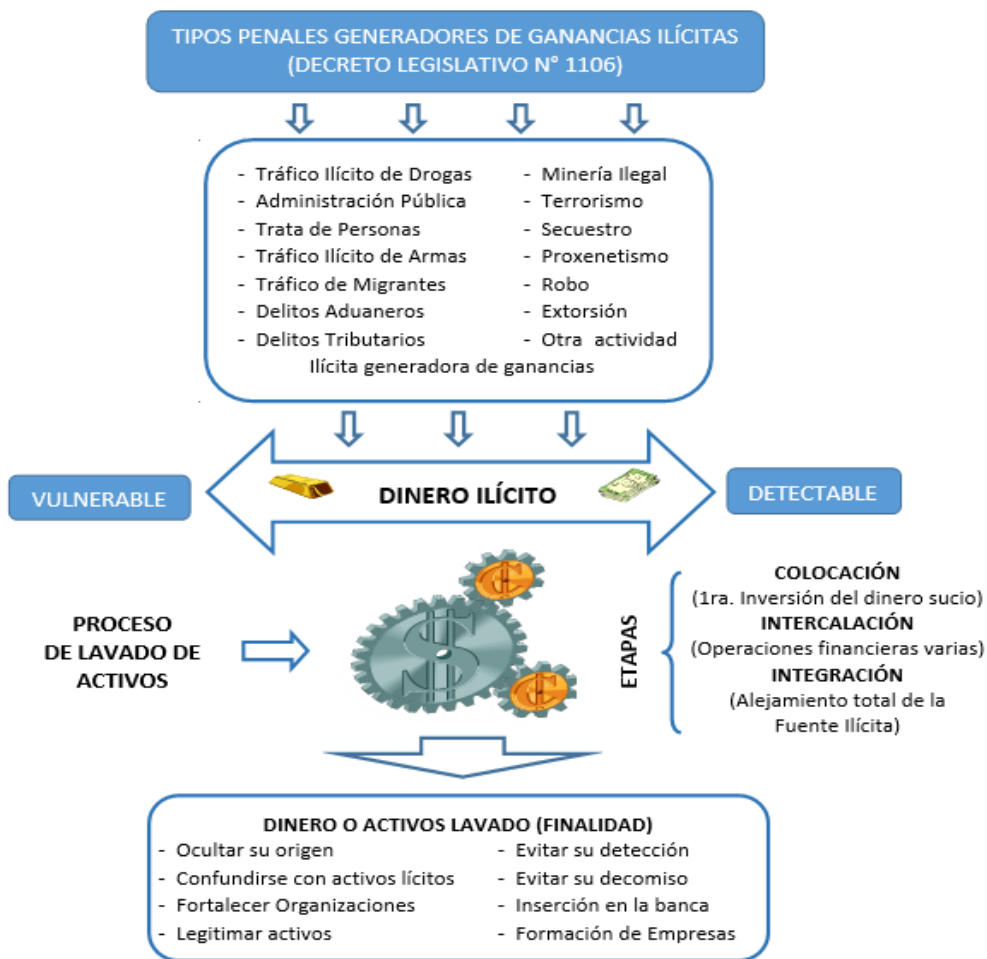 TIPOS PENALES GENERADORES DE GANANCIAS ILÍCITAS
(DECRETO LEGISLATIVO N° 1106)
- Tráfico Ilícito de Drogas
- Administración Pública
- Trata de Personas
- Tráfico Ilícito de Armas
- Tráfico de Migrantes
- Delitos Aduaneros
- Delitos Tributarios
- Minería Ilegal
- Terrorismo
- Secuestro
- Proxenetismo
- Robo
- Extorsión
- Otra actividad
Ilícita generadora de ganancias
VULNERABLE
DINERO ILÍCITO
DETECTABLE
PROCESO
DE LAVADO DE
ACTIVOS
$
ETAPAS
COLOCACIÓN
(1ra. Inversión del dinero sucio)
INTERCALACIÓN
(Operaciones financieras varias)
INTEGRACIÓN
(Alejamiento total de la
Fuente Ilícita)
DINERO O ACTIVOS LAVADO (FINALIDAD)
- Ocultar su origen
- Confundirse con activos lícitos
- Fortalecer Organizaciones
- Legitimar activos
- Evitar su detección
- Evitar su decomiso
- Inserción en la banca
- Formación de Empresas